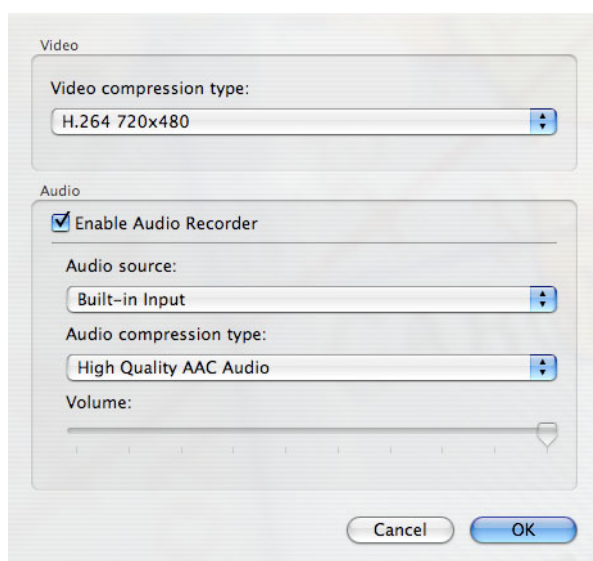 Video
Video compression type:
H.264 720x480
Audio
Enable Audio Recorder
Audio source:
Built-in Input
Audio compression type:
High Quality AAC Audio
Volume:
Cancel OK